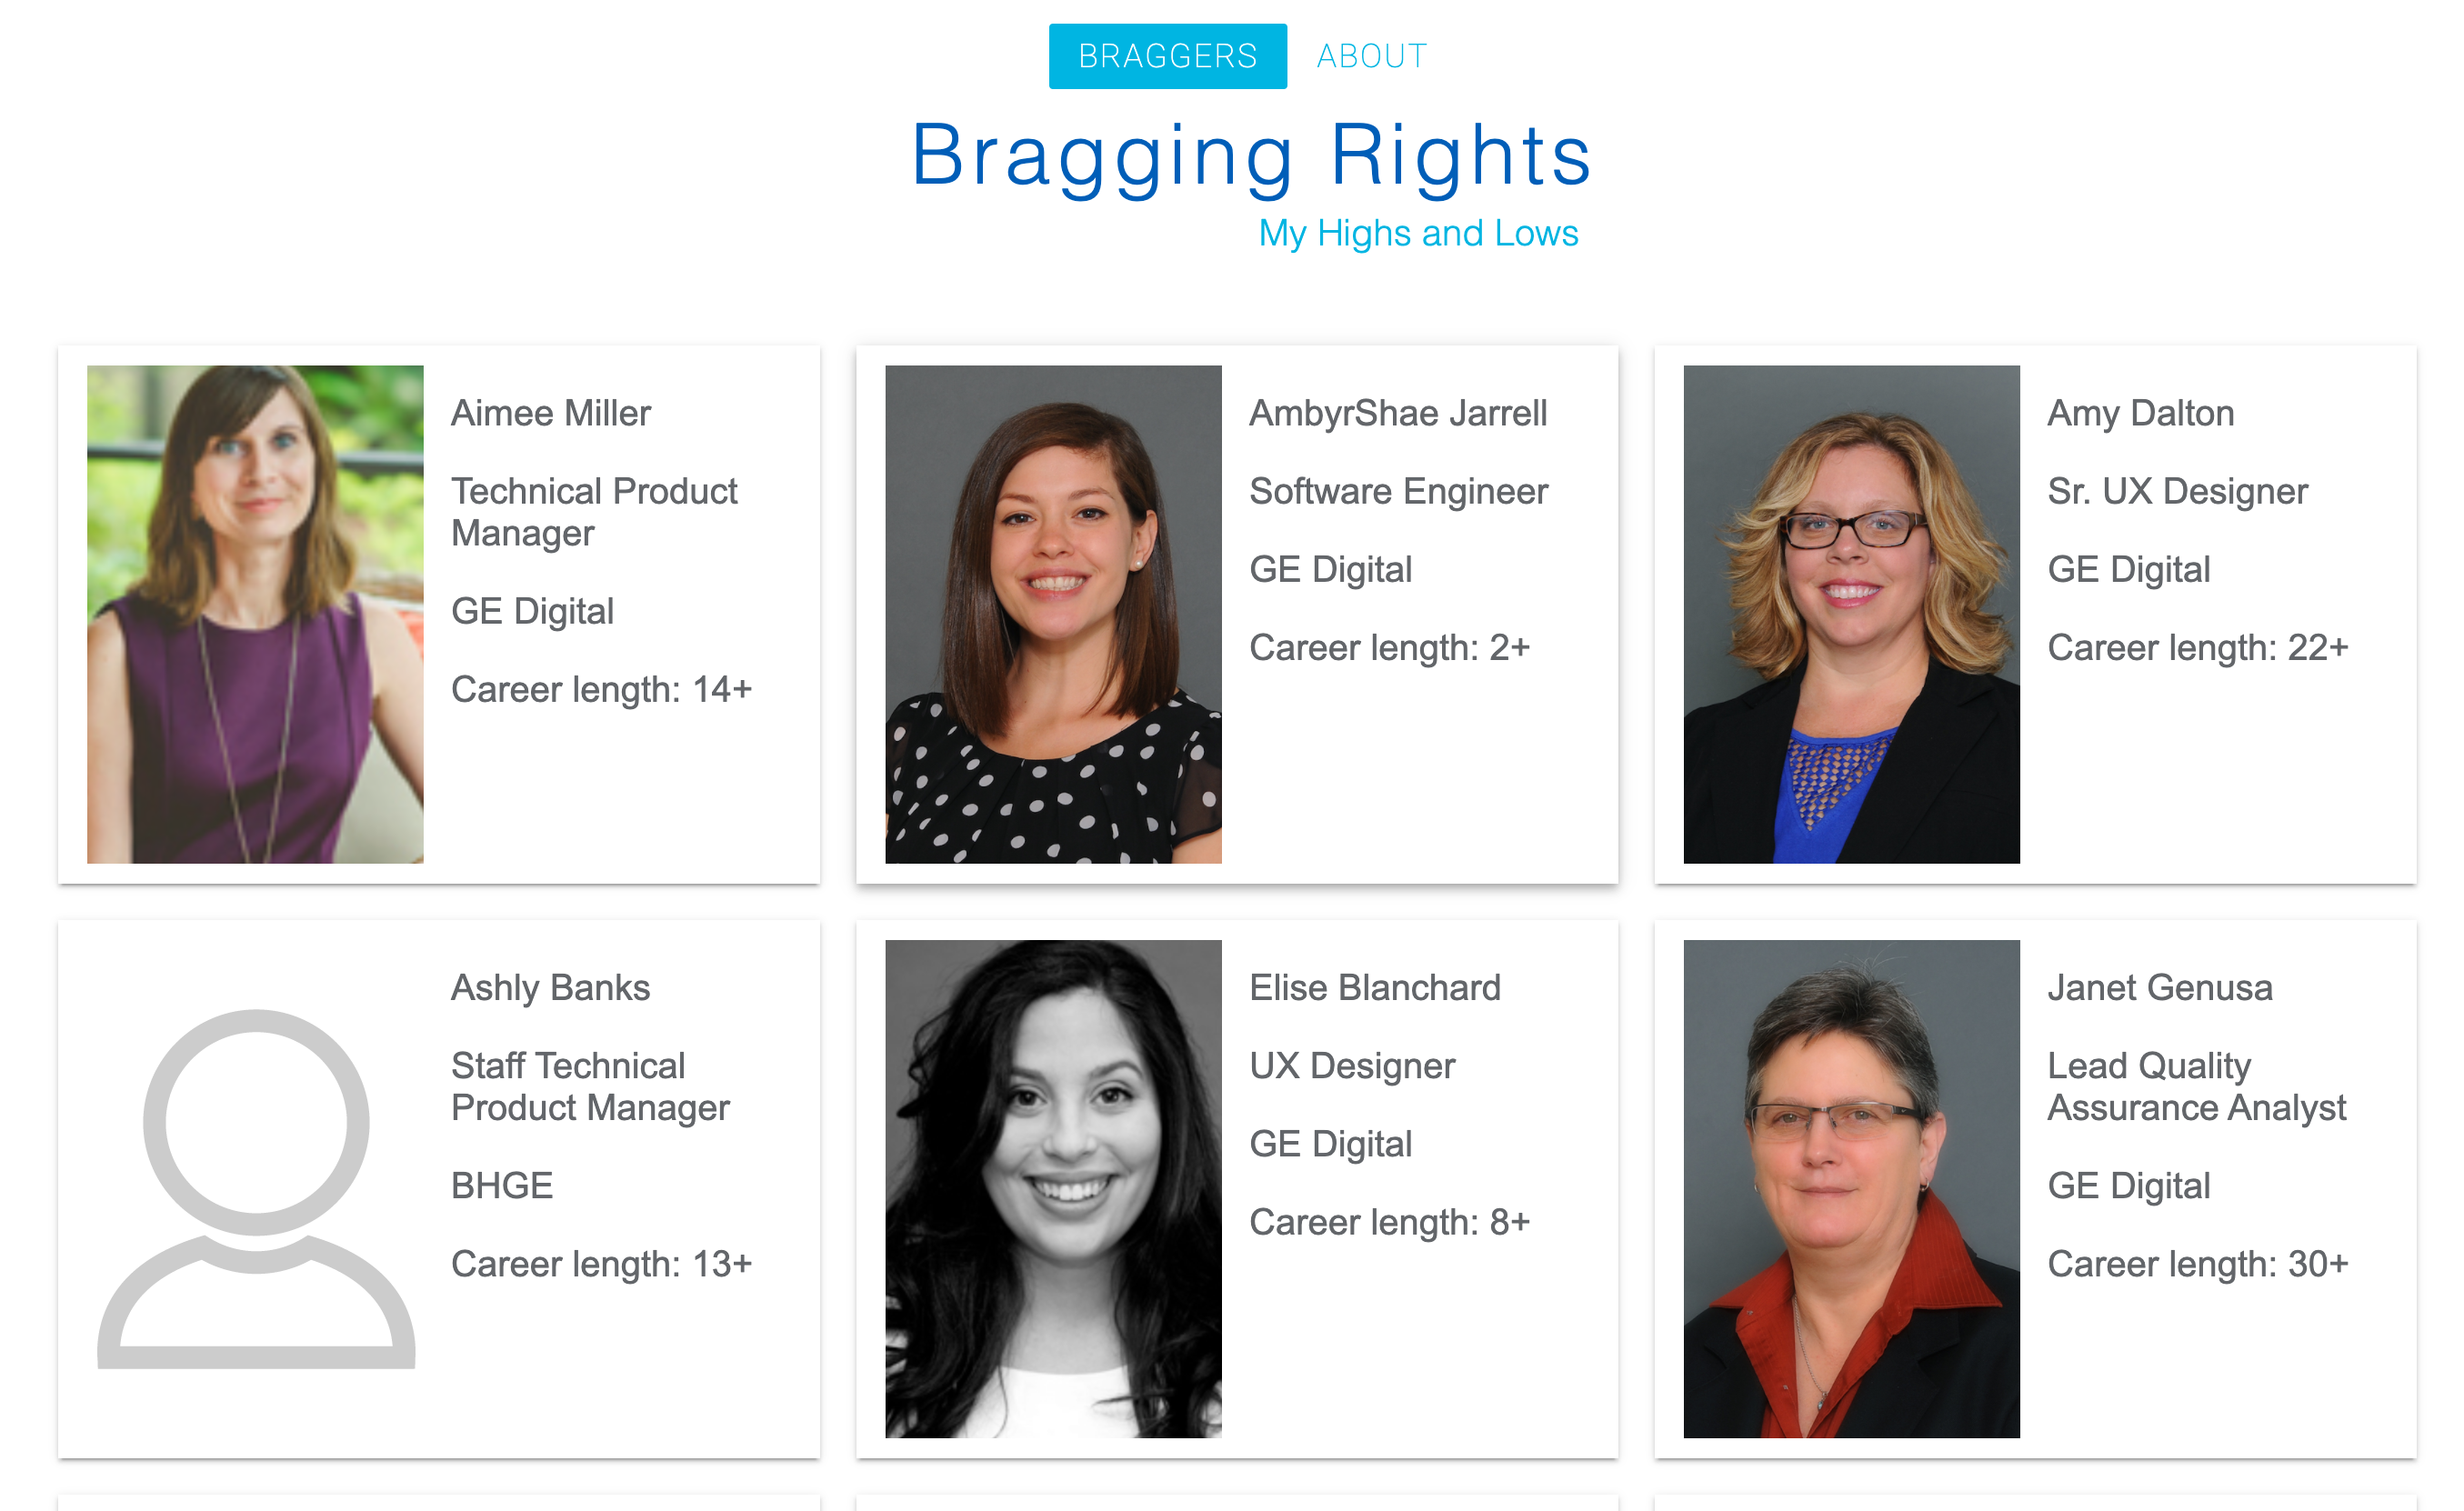 BRAGGERS ABOUT
Bragging Rights
My Highs and Lows
Aimee Miller
Technical Product
Manager
GE Digital
Career length: 14+
AmbyrShae Jarrell
Software Engineer
GE Digital
Career length: 2+
Amy Dalton
Sr. UX Designer
GE Digital
Career length: 22+
Ashly Banks
Staff Technical
Product Manager
BHGE
Career length: 13+
Elise Blanchard
UX Designer
GE Digital
Career length: 8+
Janet Genusa
Lead Quality
Assurance Analyst
GE Digital
Career length: 30+